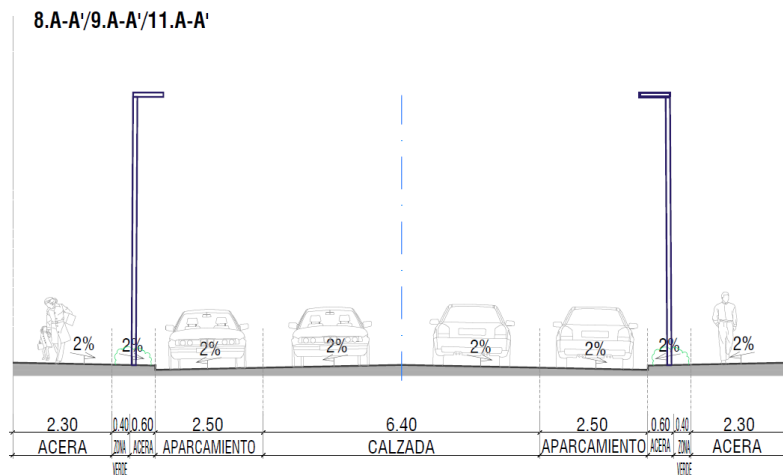 8.A-A'/9.A-A'/11.A-A'
2% 2% 2% 2% 2% 2% 2% 2%
2.30 0.40 0.60 2.50 6.40 2.50 0.60 0.40 2.30
ACERA ZONA ACERA APARCAMIENTO CALZADA APARCAMIENTO ACERA ZONA ACERA
VERDE VERDE